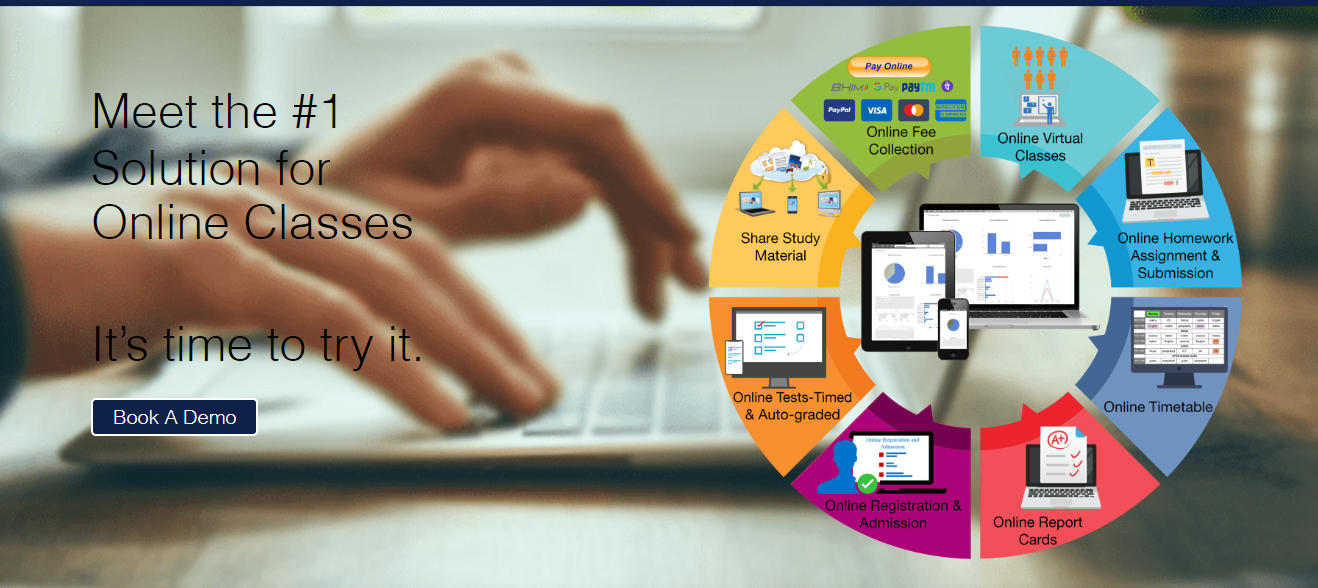 Meet the #1
Solution for
Online Classes
It's time to try it.
Book A Demo
Pay Online
BHIM
G Pay
paytm
PayPal
VISA
Online Fee
Collection
Online Virtual
Classes
Online Homework
Assignment &
Submission
Online Timetable
Online Report
Cards
A+
Online Registration and
Admission
Online Registration &
Admission
Online Tests-Timed
& Auto-graded
Share Study
Material
T